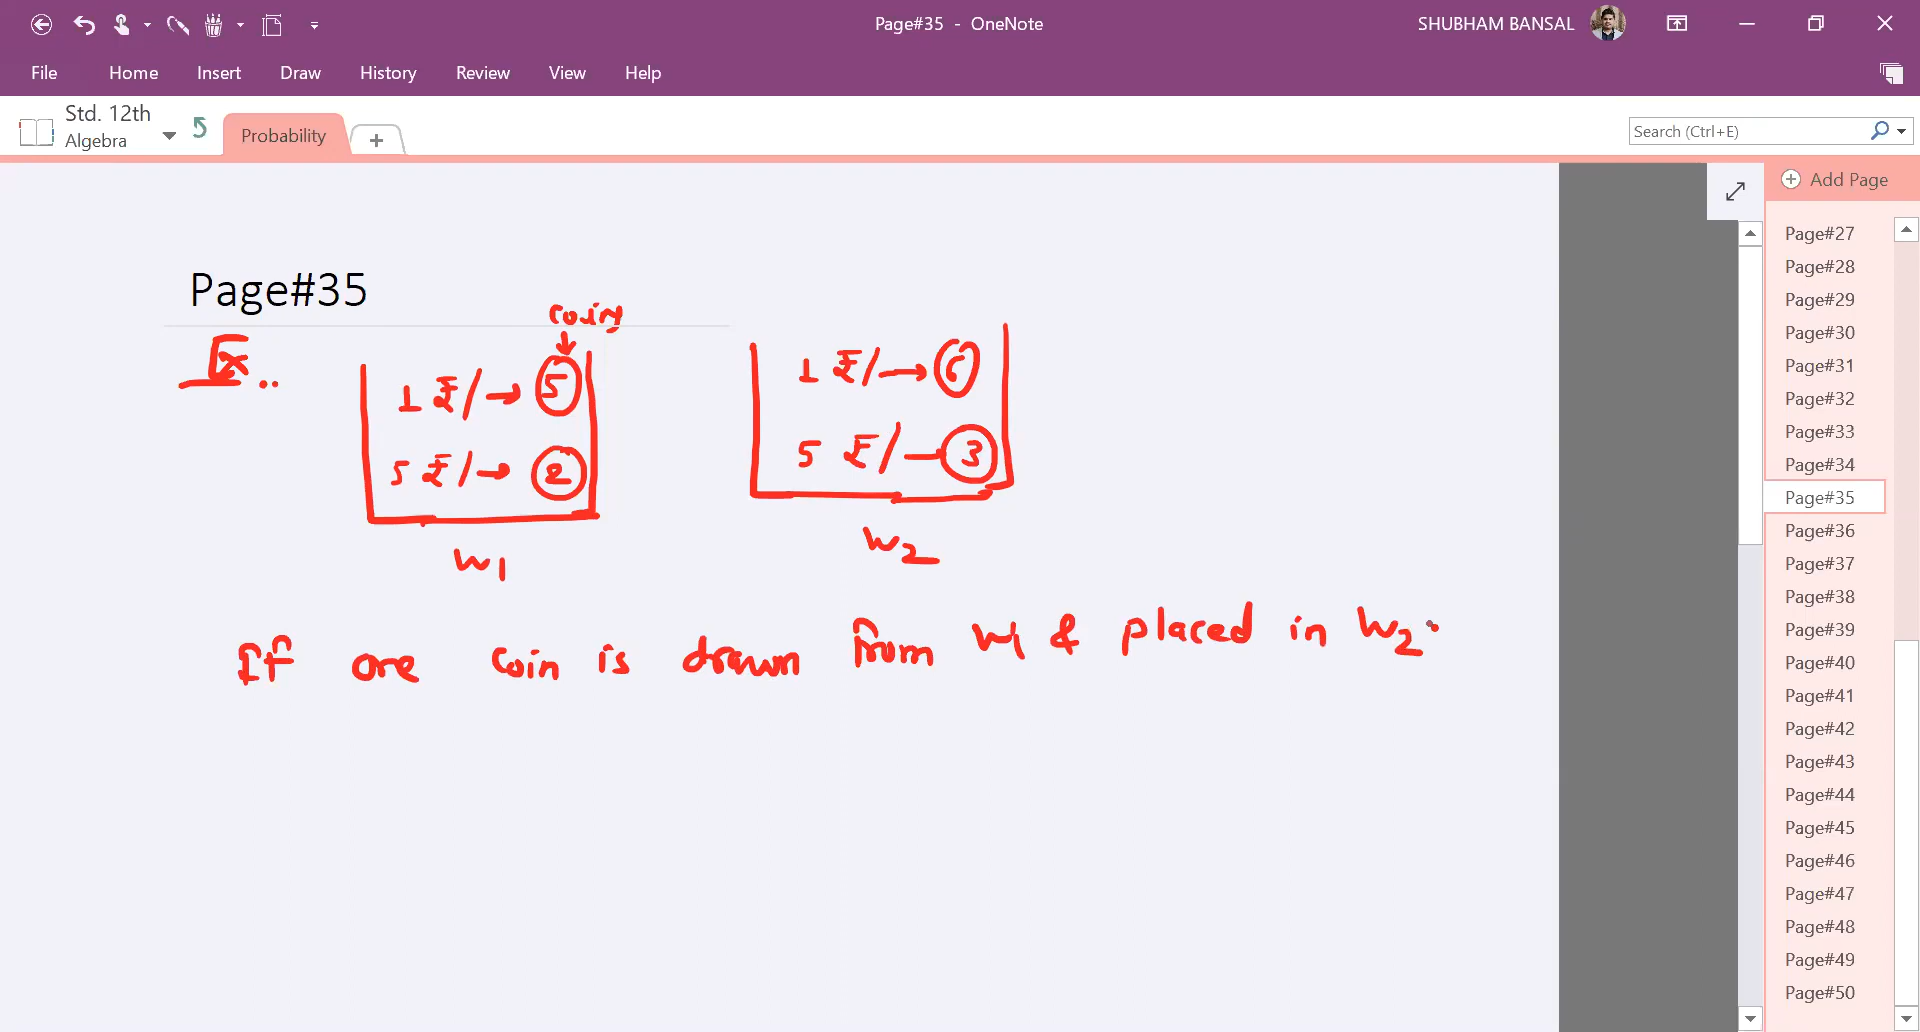 Page#35 - OneNote
SHUBHAM BANSAL
File Home Insert Draw History Review View Help
Std. 12th
Algebra
Probability
+
Search (Ctrl+E)
Add Page
Page#27
Page#28
Page#29
Page#30
Page#31
Page#32
Page#33
Page#34
Page#35
Page#36
Page#37
Page#38
Page#39
Page#40
Page#41
Page#42
Page#43
Page#44
Page#45
Page#46
Page#47
Page#48
Page#49
Page#50
Page#35
Ex..
coins
1 ₹/→ 5
5 ₹/→ 2
W1
1 ₹/→ 6
5 ₹/— 3
W2
If one coin is drawn from W1 & placed in W2.